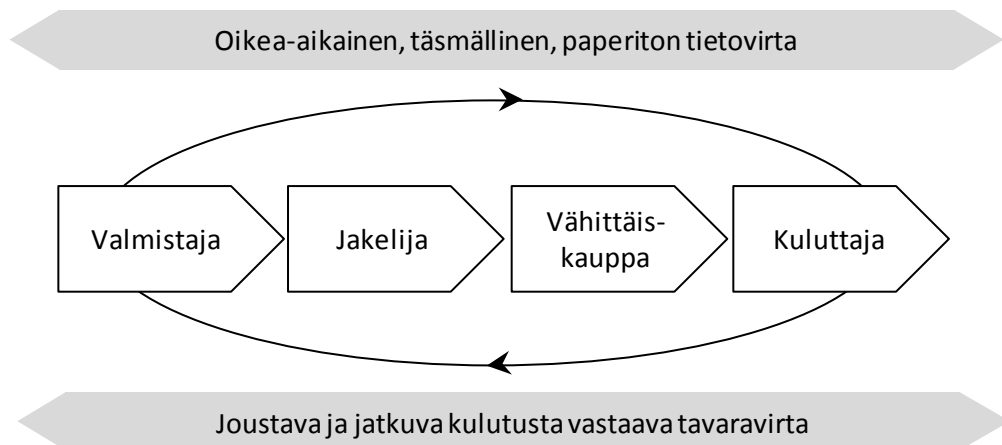 Oikea-aikainen, täsmällinen, paperiton tietovirta
Valmistaja
Jakelija
Vähittäis-
kauppa
Kuluttaja
Joustava ja jatkuva kulutusta vastaava tavaravirta